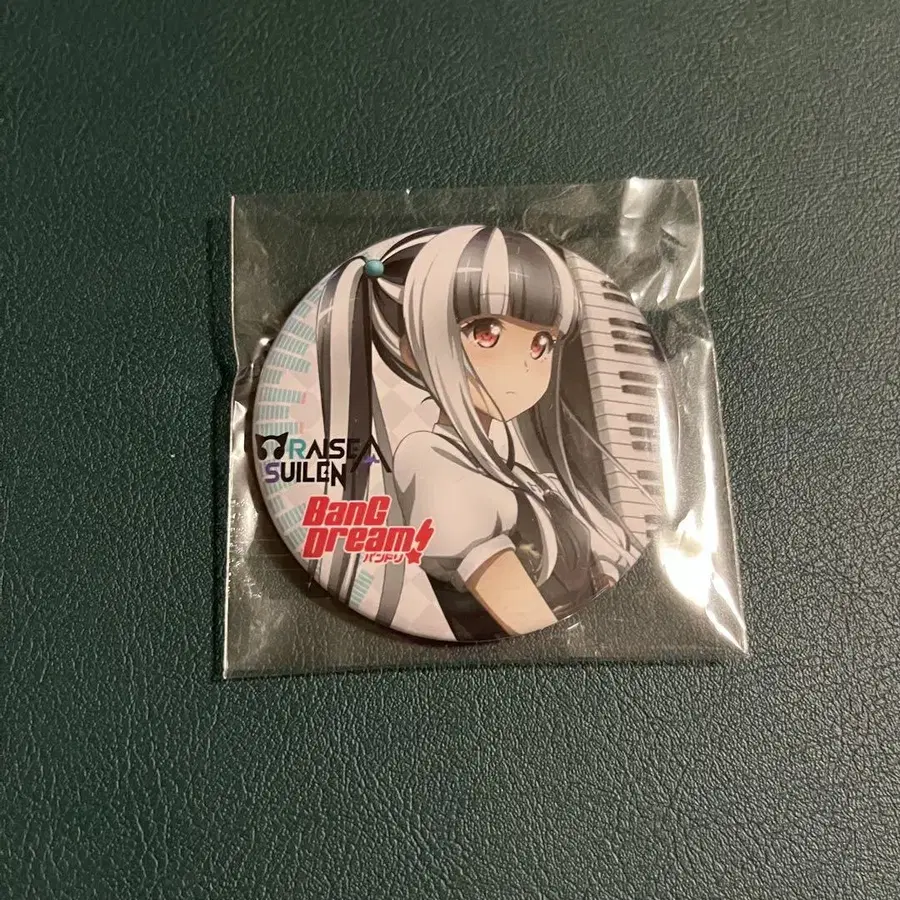 RAISE A
SUILEN
BanG
Dream!
バンドリ